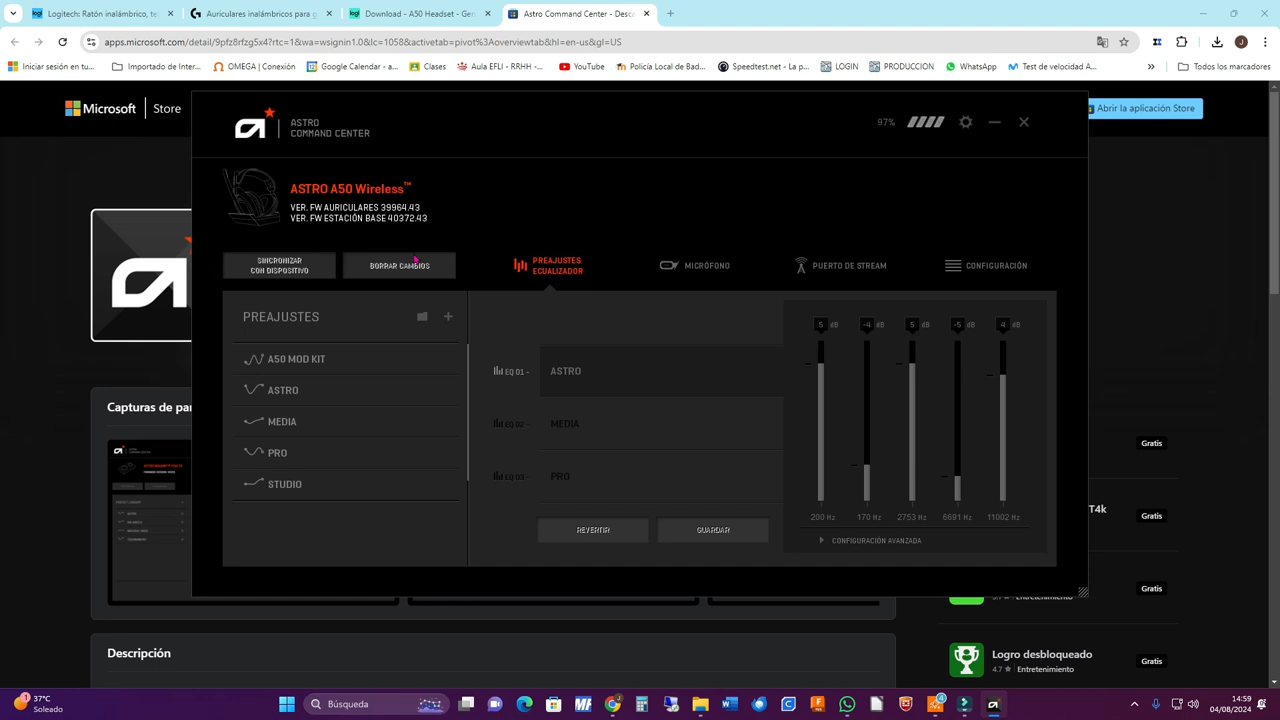 Logitech: Ratón inalámbrico, te
Auriculares inalámbricos para
Download A50 Headset - Gen
Astro Command Center - Desc
apps.microsoft.com/detail/9pfz8rfzg5x4?rtc=1&wa=wsignin1.0&lc=1058&activetab=pivot%3Aoverviewtab&hl=en-us&gl=US
Iniciar sesión en tu...
Importado de Inter...
OMEGA | Conexión
Google Calendar - a...
Clase
Aula EFLI -- RRHH -...
YouTube
Policía Local de Bad...
Speedtest.net - La p...
LOGIN
PRODUCCION
WhatsApp
Test de velocidad A...
Todos los marcadores
Microsoft
Store
Abrir la aplicación Store
ASTRO
COMMAND CENTER
97%
ASTRO A50 Wireless™
VER. FW AURICULARES 39964.43
VER. FW ESTACIÓN BASE 40372.43
SINCRONIZAR
CON DISPOSITIVO
BORRAR CAMBIOS
PREAJUSTES
ECUALIZADOR
MICRÓFONO
PUERTO DE STREAM
CONFIGURACIÓN
PREAJUSTES
A50 MOD KIT
ASTRO
MEDIA
PRO
STUDIO
EQ 01 - ASTRO
EQ 02 - MEDIA
EQ 03 - PRO
REVERTIR
GUARDAR
5 dB -4 dB 5 dB -5 dB 4 dB
200 Hz 170 Hz 2753 Hz 6691 Hz 11002 Hz
CONFIGURACIÓN AVANZADA
Capturas de par
Gratis
T4k
Gratis
Gratis
Entretenimiento
Descripción
Logro desbloqueado
4.7 ★ Entretenimiento
Gratis
37°C
Soleado
Búsqueda
14:59
04/08/2024